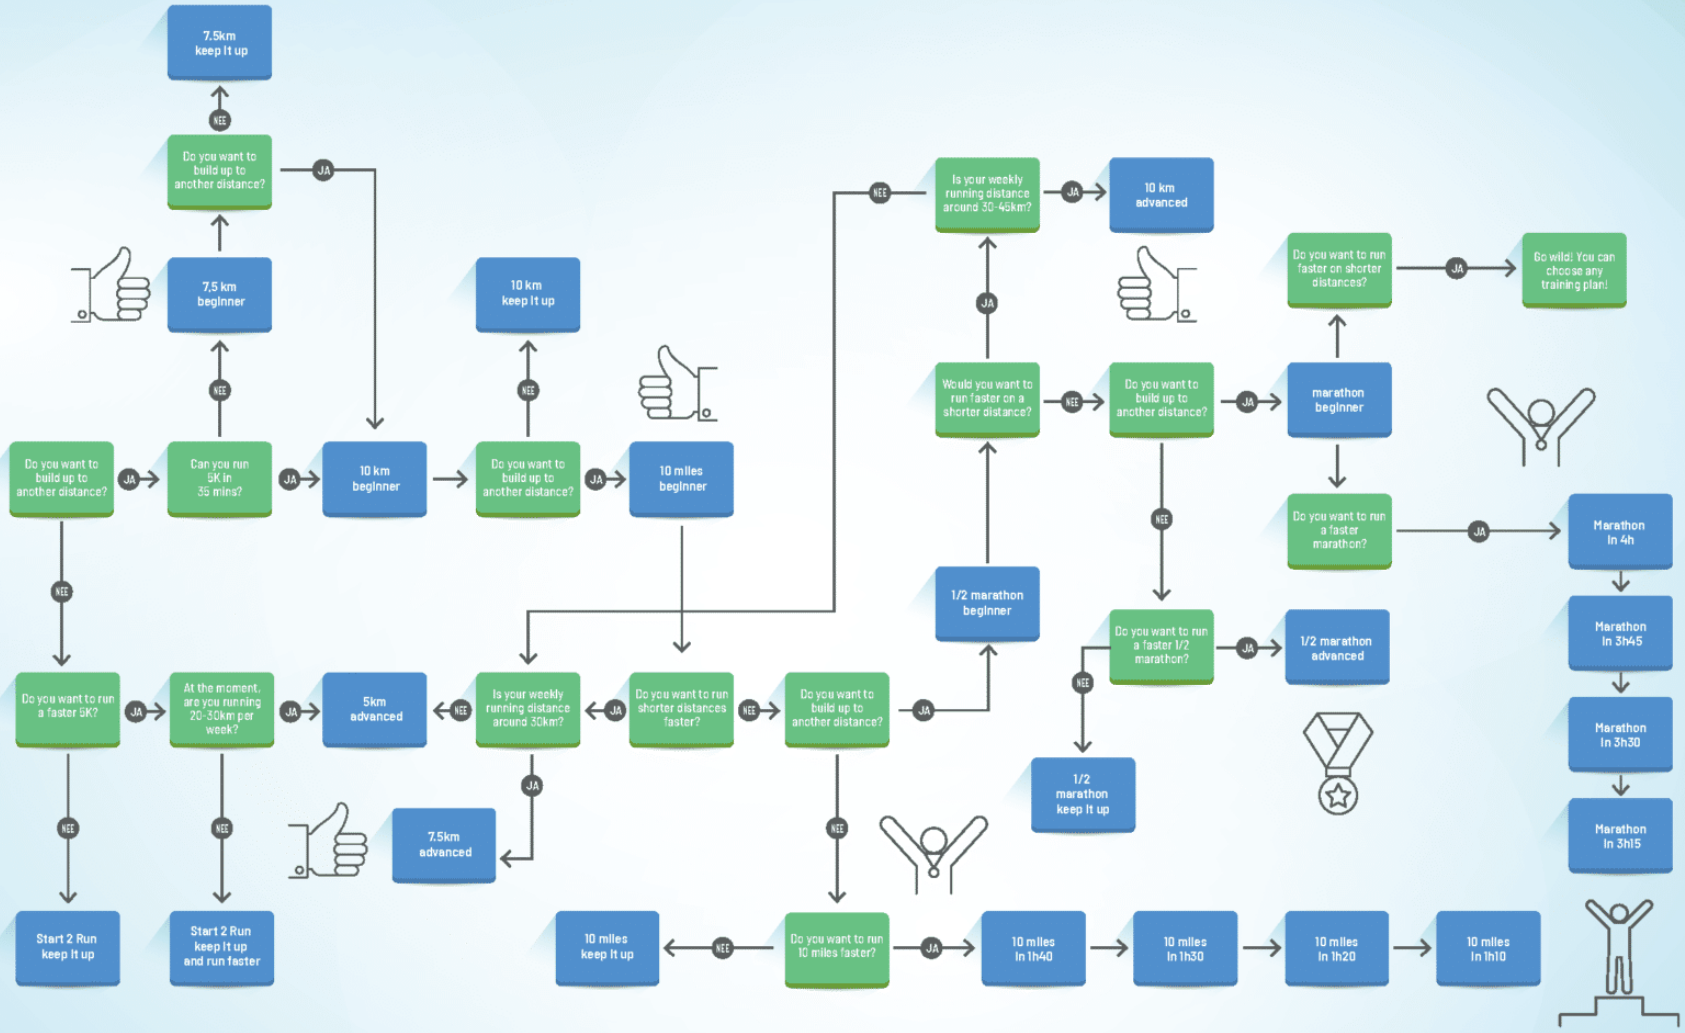 7.5km
keep it up
NEE
Do you want to
build up to
another distance?
JA
7,5 km
beginner
NEE
Do you want to
build up to
another distance?
JA
Can you run
5K in
35 mins?
JA
10 km
beginner
10 km
keep it up
NEE
Do you want to
build up to
another distance?
JA
10 miles
beginner
NEE
Do you want to run
a faster 5K?
JA
At the moment,
are you running
20-30km per
week?
JA
5km
advanced
NEE
Is your weekly
running distance
around 30km?
JA
Do you want to run
shorter distances
faster?
NEE
Do you want to
build up to
another distance?
JA
NEE
NEE
JA
7.5km
advanced
NEE
Start 2 Run
keep it up
Start 2 Run
keep it up
and run faster
10 miles
keep it up
NEE
Do you want to run
10 miles faster?
JA
10 miles
in 1h40
10 miles
in 1h30
10 miles
in 1h20
10 miles
in 1h10
NEE
Is your weekly
running distance
around 30-45km?
JA
10 km
advanced
JA
Would you want to
run faster on a
shorter distance?
NEE
Do you want to
build up to
another distance?
JA
marathon
beginner
Do you want to run
faster on shorter
distances?
JA
Go wild! You can
choose any
training plan!
NEE
1/2 marathon
beginner
Do you want to run
a faster
marathon?
JA
Marathon
in 4h
Marathon
in 3h45
Marathon
in 3h30
Marathon
in 3h15
Do you want to run
a faster 1/2
marathon?
JA
1/2 marathon
advanced
NEE
1/2
marathon
keep it up